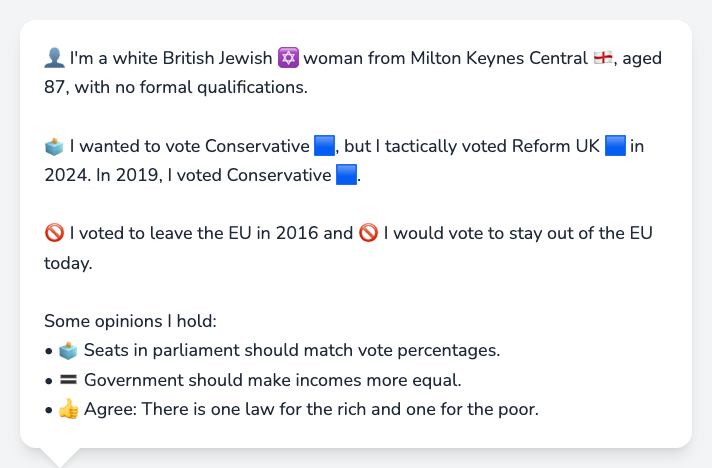 👤 I'm a white British Jewish 🔯 woman from Milton Keynes Central 🏴󠁧󠁢󠁥󠁮󠁧󠁿, aged
87, with no formal qualifications.
🗳️ I wanted to vote Conservative 🟦, but I tactically voted Reform UK 🟦 in
2024. In 2019, I voted Conservative 🟦.
🚫 I voted to leave the EU in 2016 and 🚫 I would vote to stay out of the EU
today.
Some opinions I hold:
• 🗳️ Seats in parliament should match vote percentages.
• 🟰 Government should make incomes more equal.
• 👍 Agree: There is one law for the rich and one for the poor.